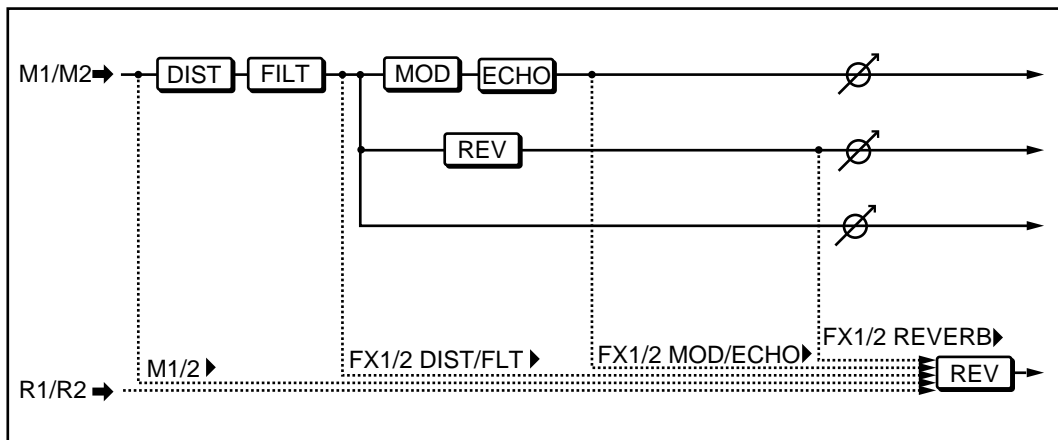 M1/M2 DIST FILT MOD ECHO
REV
FX1/2 REVERB
M1/2 FX1/2 DIST/FLT FX1/2 MOD/ECHO
R1/R2 REV